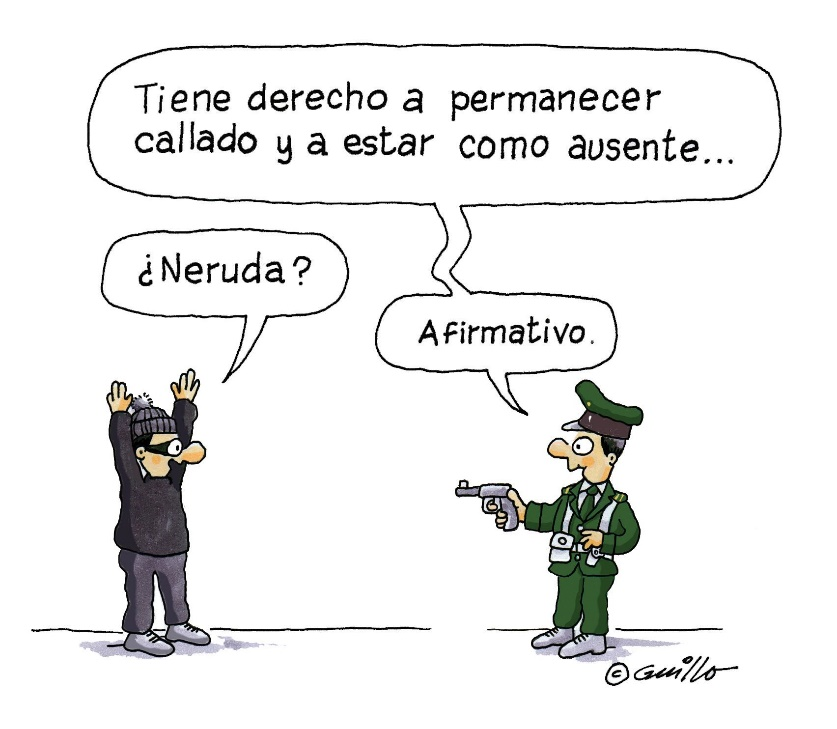 Tiene derecho a permanecer
callado y a estar como ausente...
¿Neruda?
Afirmativo.
© Guillo